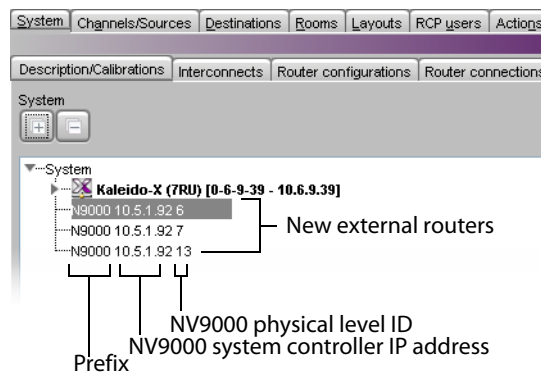 System Channels/Sources Destinations Rooms Layouts RCP users Actions
Description/Calibrations Interconnects Router configurations Router connections
System
System
Kaleido-X (7RU) [0-6-9-39 - 10.6.9.39]
N9000 10.5.1.92 6
N9000 10.5.1.92 7
N9000 10.5.1.92 13
New external routers
NV9000 physical level ID
NV9000 system controller IP address
Prefix